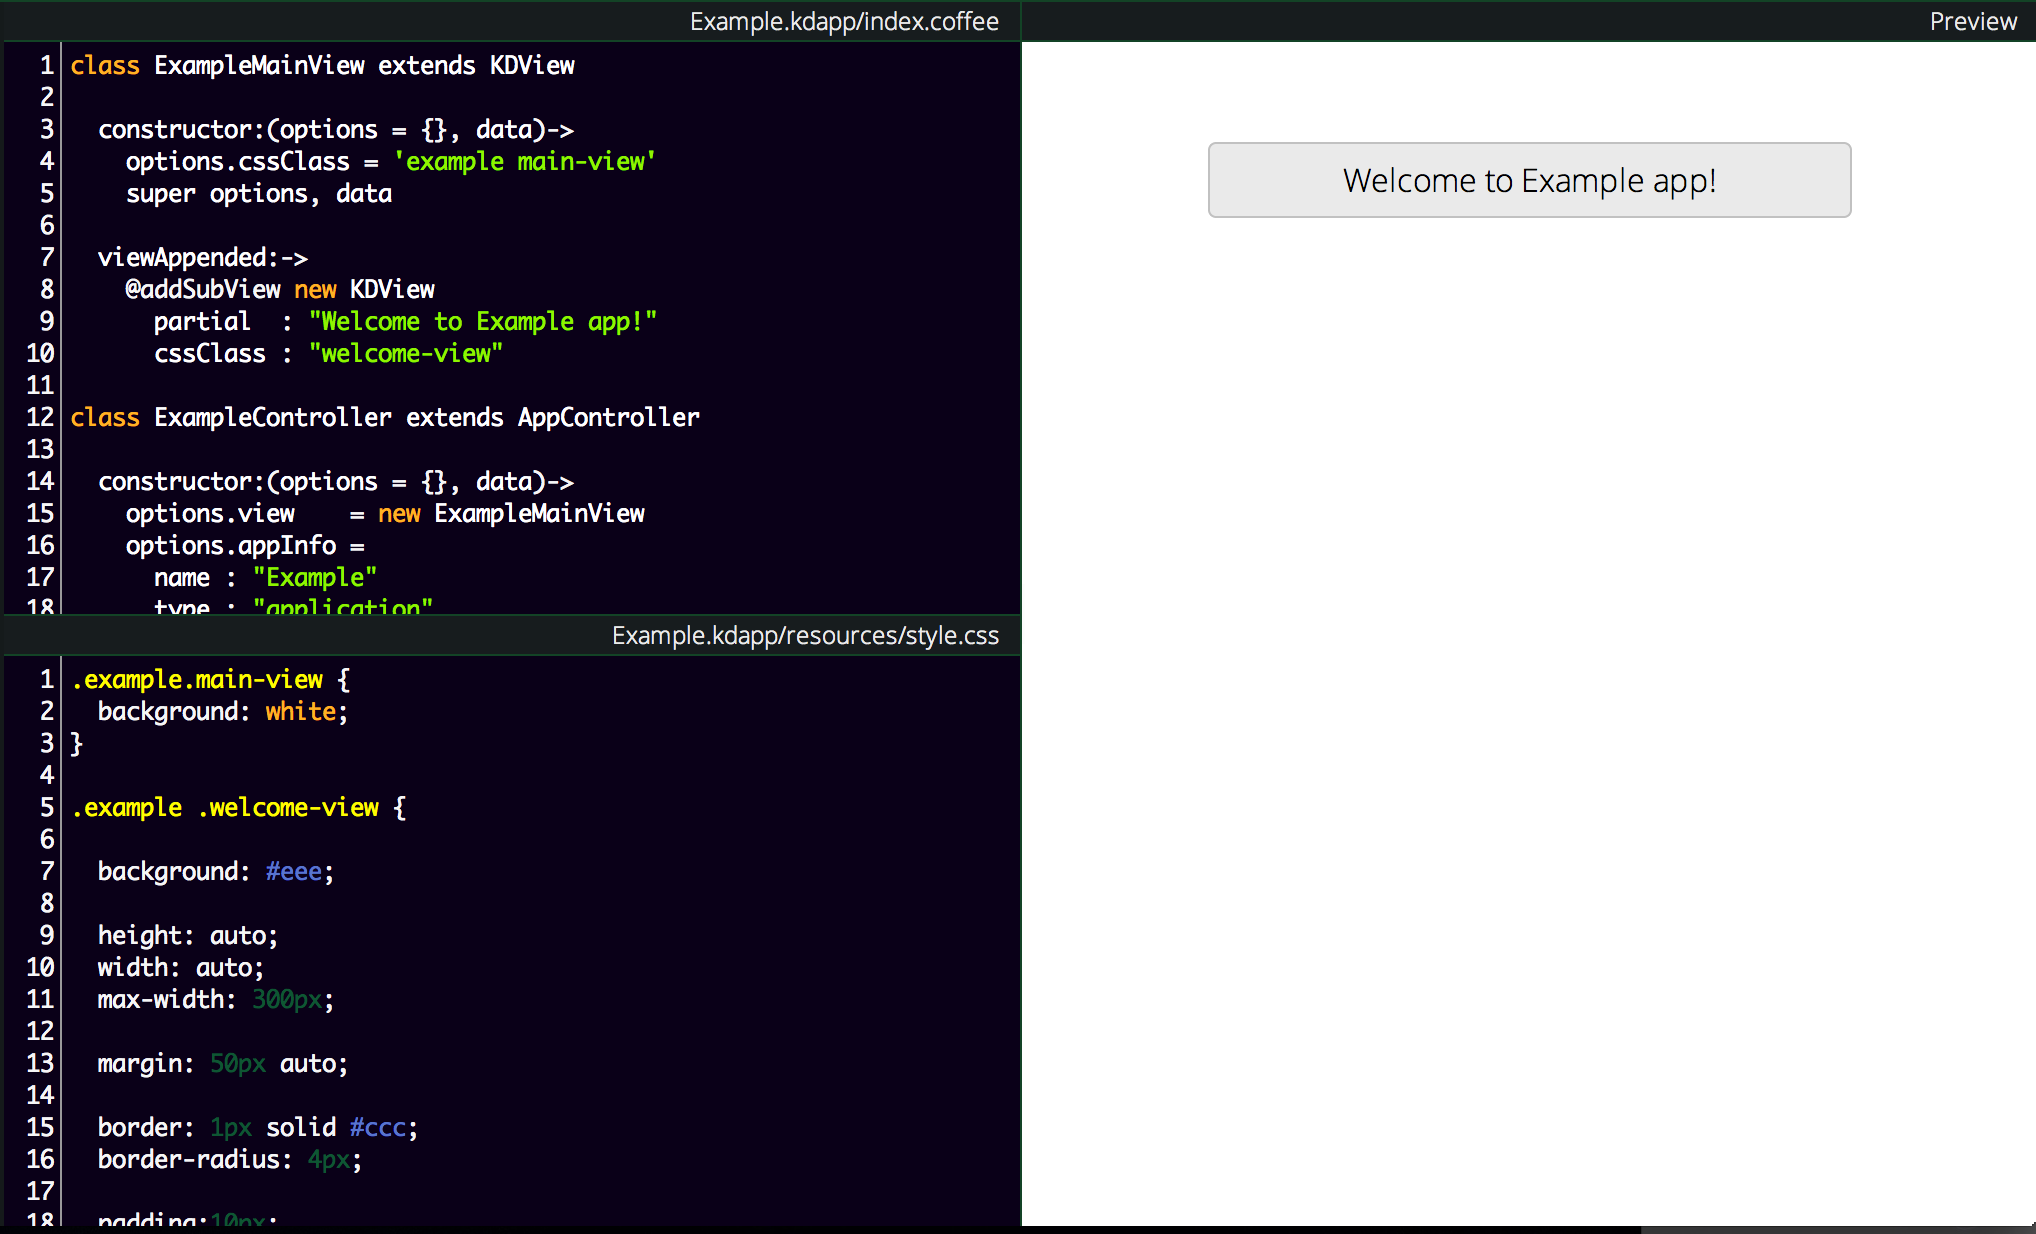 Example.kdapp/index.coffee
1 class ExampleMainView extends KDView
2
3   constructor:(options = {}, data)->
4     options.cssClass = 'example main-view'
5     super options, data
6
7   viewAppended:->
8     @addSubView new KDView
9       partial  : "Welcome to Example app!"
10       cssClass : "welcome-view"
11
12 class ExampleController extends AppController
13
14   constructor:(options = {}, data)->
15     options.view    = new ExampleMainView
16     options.appInfo =
17       name : "Example"
18       type : "application"
Example.kdapp/resources/style.css
1 .example.main-view {
2   background: white;
3 }
4
5 .example .welcome-view {
6
7   background: #eee;
8
9   height: auto;
10   width: auto;
11   max-width: 300px;
12
13   margin: 50px auto;
14
15   border: 1px solid #ccc;
16   border-radius: 4px;
17
18   padding:10px;
Preview
Welcome to Example app!